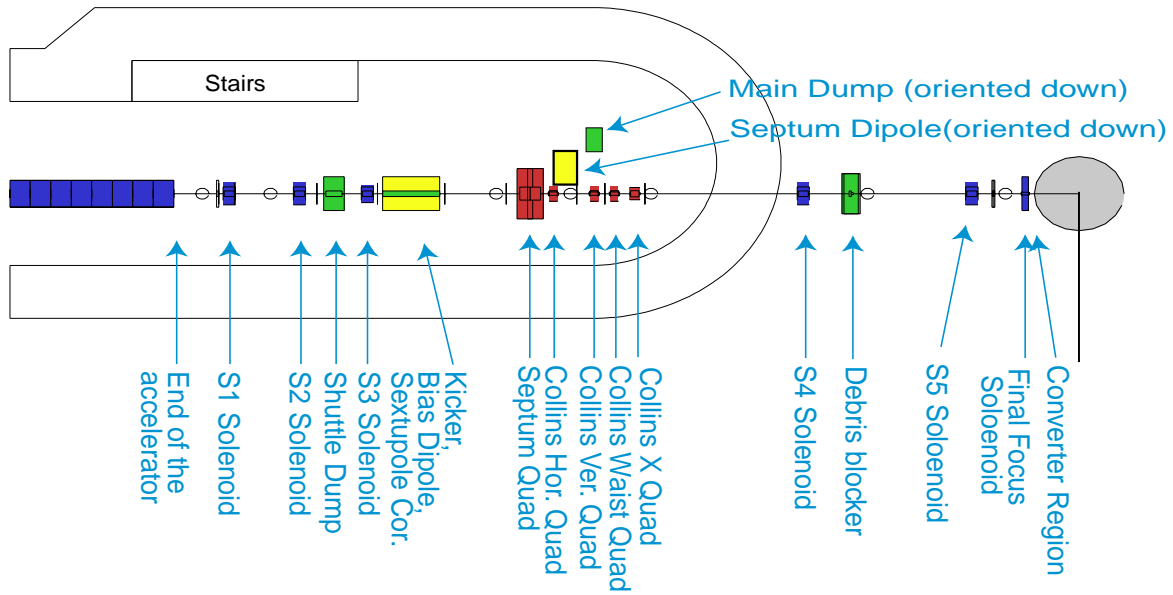 Stairs
Main Dump (oriented down)
Septum Dipole(oriented down)
End of the
accelerator
S1 Solenoid
S2 Solenoid
Shuttle Dump
S3 Solenoid
Kicker,
Bias Dipole,
Sextupole Cor.
Septum Quad
Collins Hor. Quad
Collins Ver. Quad
Collins Waist Quad
Collins X Quad
S4 Solenoid
Debris blocker
S5 Soloenoid
Final Focus
Soloenoid
Converter Region